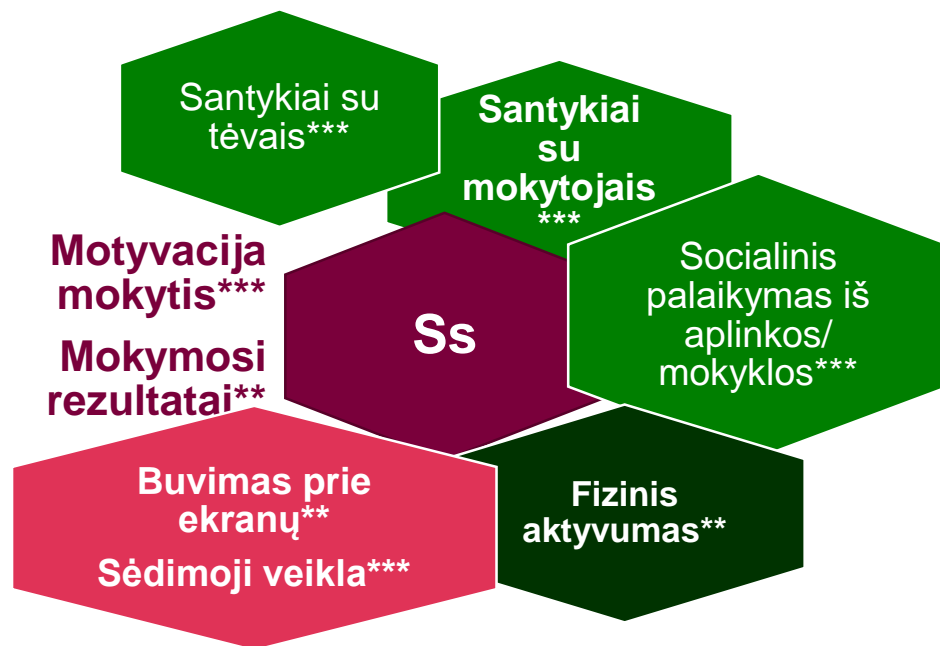 Santykiai su
tėvais***
Santykiai
su
mokytojais
***
Motyvacija
mokytis***
Mokymosi
rezultatai**
Ss
Socialinis
palaikymas iš
aplinkos/
mokyklos***
Buvimas prie
ekranų**
Sėdimoji veikla***
Fizinis
aktyvumas**